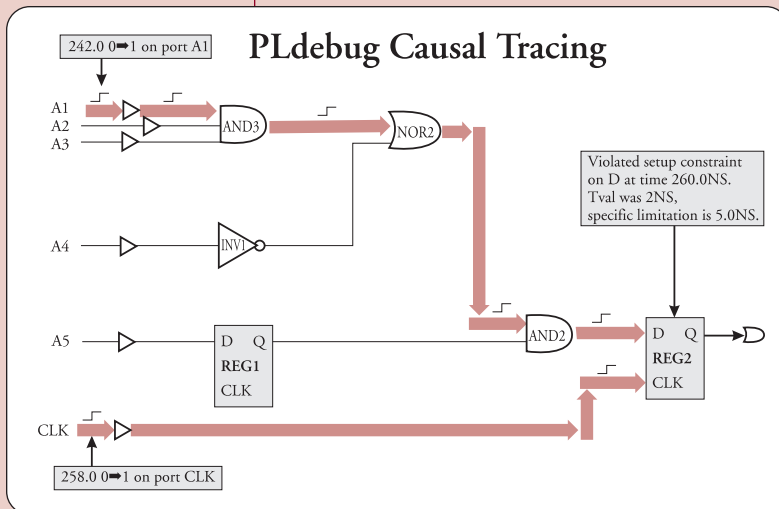 242.0 0➡1 on port A1
PLdebug Causal Tracing
A1
A2
A3
AND3
NOR2
Violated setup constraint
on D at time 260.0NS.
Tval was 2NS,
specific limitation is 5.0NS.
A4
INV1
A5
D Q
REG1
CLK
AND2
D Q
REG2
CLK
CLK
258.0 0➡1 on port CLK